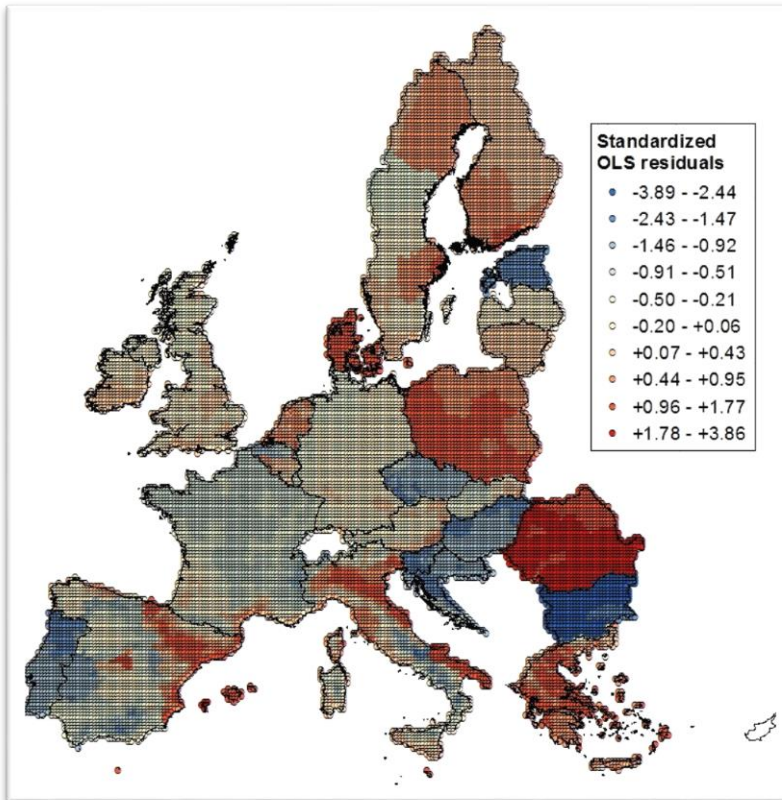 Standardized
OLS residuals
-3.89 - -2.44
-2.43 - -1.47
-1.46 - -0.92
-0.91 - -0.51
-0.50 - -0.21
-0.20 - +0.06
+0.07 - +0.43
+0.44 - +0.95
+0.96 - +1.77
+1.78 - +3.86